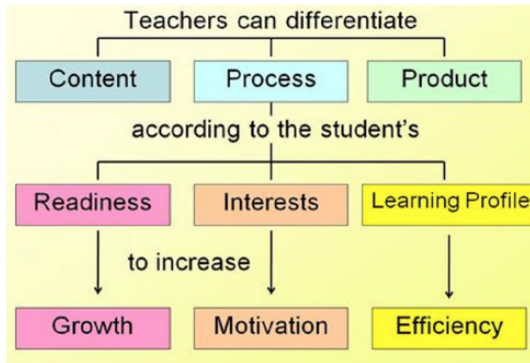 Teachers can differentiate
Content Process Product
according to the student's
Readiness Interests Learning Profile
to increase
Growth Motivation Efficiency